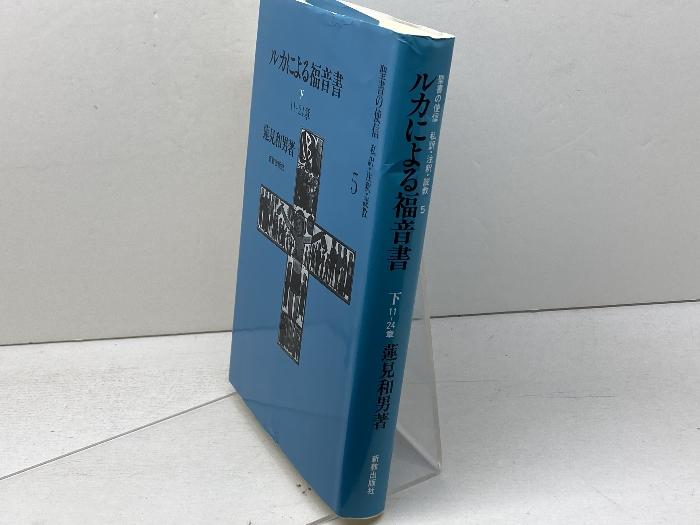 聖書の使信 私訳・注釈・説教 5
ルカによる福音書
下
11-24章
蓮見和男著
新教出版社
聖書の使信 私訳・注釈・説教
5
ルカによる福音書
下
11-24章
蓮見和男著
新教出版社